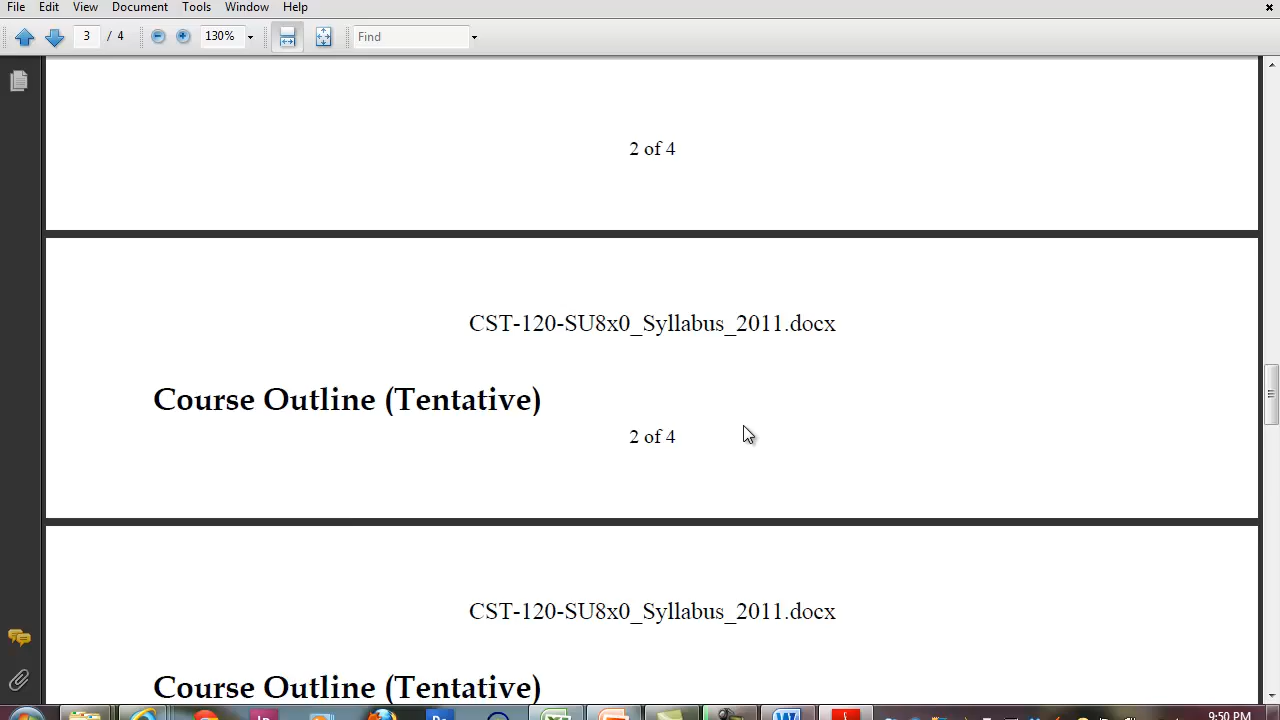 File Edit View Document Tools Window Help
3 / 4 130% Find
2 of 4
CST-120-SU8x0_Syllabus_2011.docx
Course Outline (Tentative)
2 of 4
CST-120-SU8x0_Syllabus_2011.docx
Course Outline (Tentative)
9:50 PM